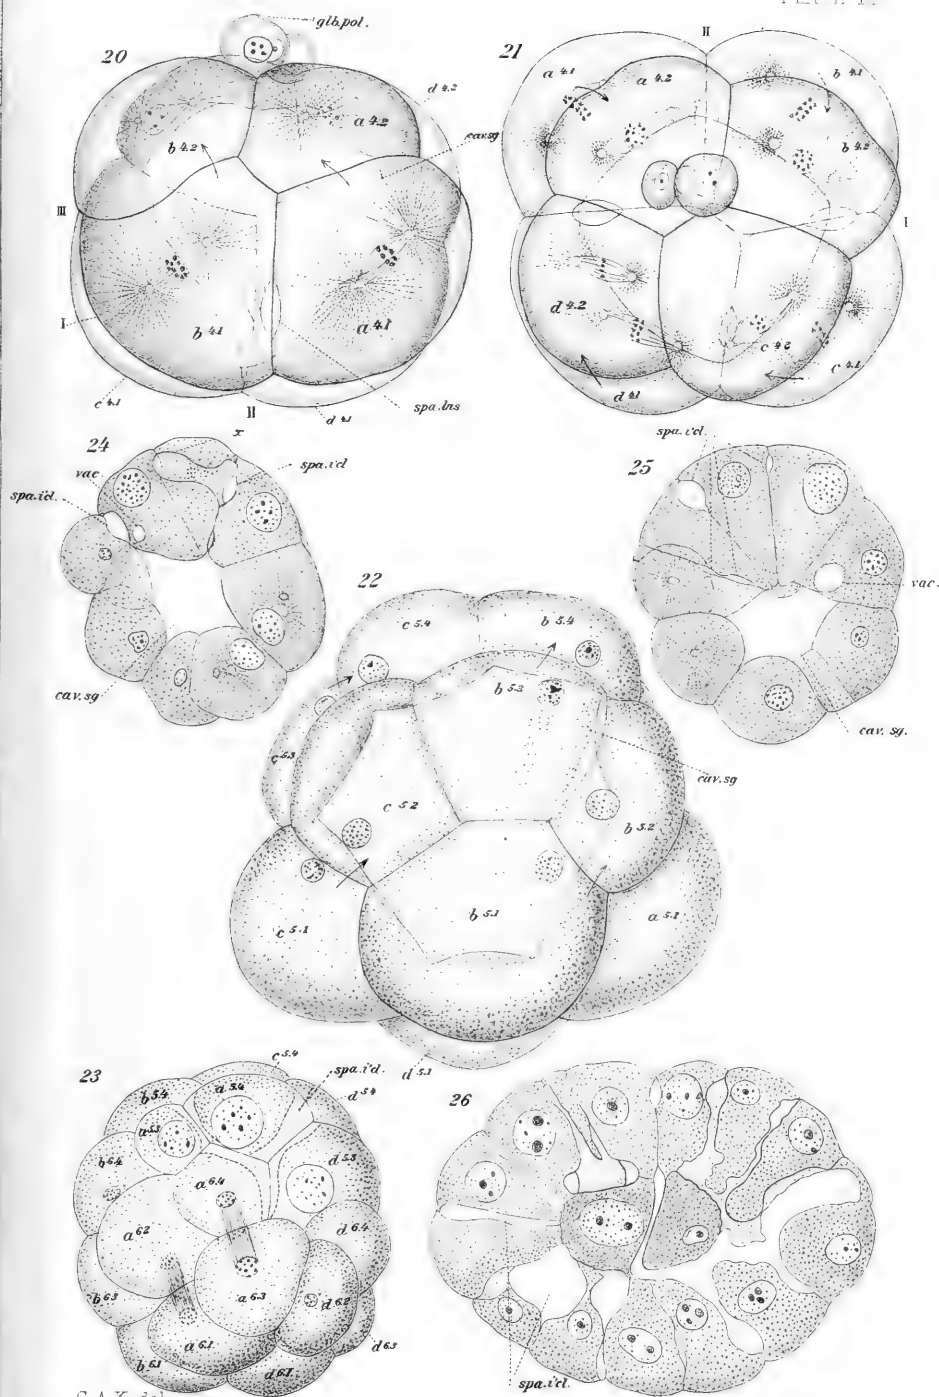 20
glb.pol.
d 4.2
a 4.2
cav.sg
b 4.2
III
I
b 4.1
a 4.1
c 4.1
II
d 4.1
spa.lns
21
II
a 4.1
a 4.2
b 4.1
b 4.2
I
d 4.2
c 4.2
c 4.1
d 4.1
24
x
vac.
spa.i'cl
spa.i'cl.
cav.sg
25
spa.i'cl.
vac.
cav. sg.
22
c 5.4
b 5.4
b 5.3
c 5.3
cav.sg
c 5.2
b 5.2
c 5.1
b 5.1
a 5.1
d 5.1
23
c 5.4
spa.i'cl.
b 5.4
a 5.4
d 5.4
a 5.3
b 6.4
a 6.4
d 5.3
a 6.2
d 6.4
b 6.3
a 6.3
d 6.2
a 6.1
d 6.3
b 6.1
d 6.1
26
spa.i'cl.